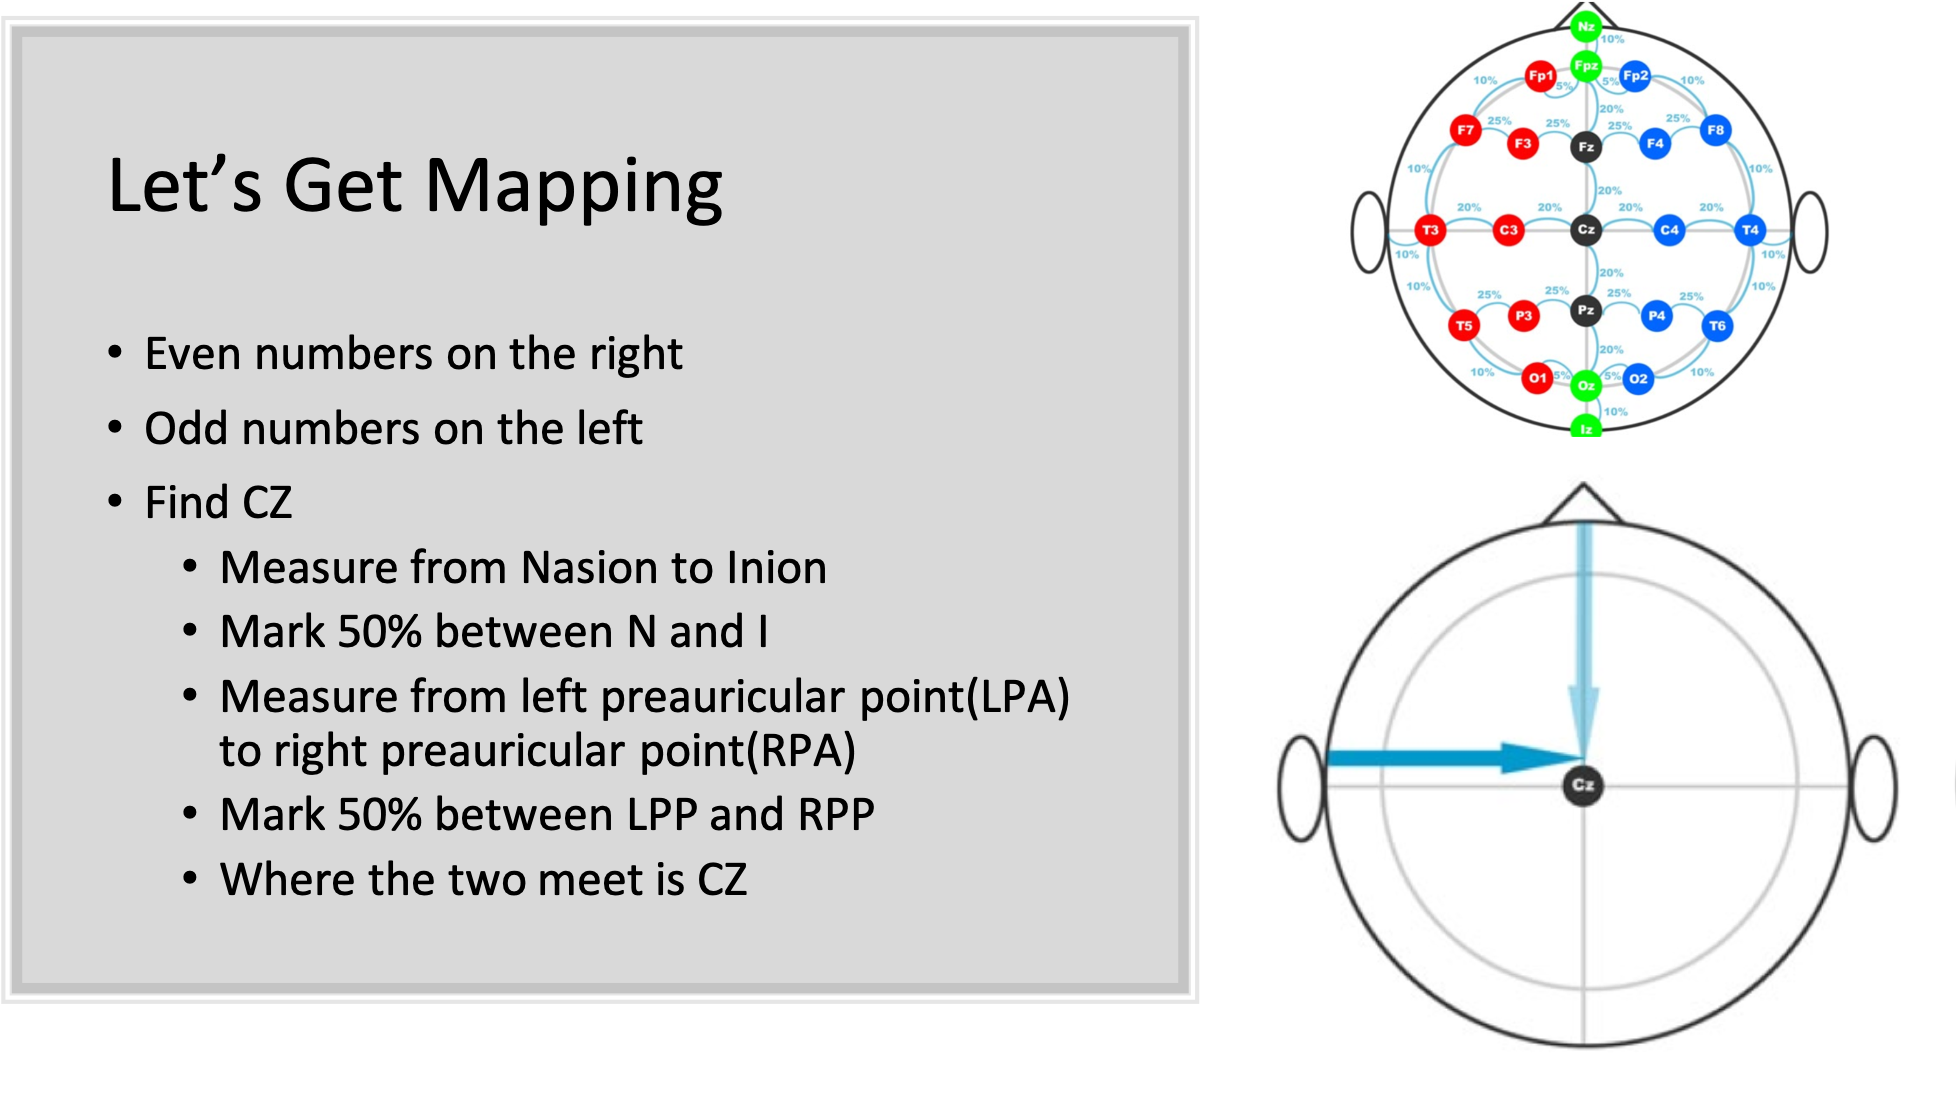 Let’s Get Mapping
• Even numbers on the right
• Odd numbers on the left
• Find CZ
• Measure from Nasion to Inion
• Mark 50% between N and I
• Measure from left preauricular point(LPA)
to right preauricular point(RPA)
• Mark 50% between LPP and RPP
• Where the two meet is CZ
Nz
10%
Fp1 Fpz Fp2
10% 5% 5% 10%
20%
F7 25% F3 25% Fz 25% F4 25% F8
10% 20% 10%
20% 20% 20% 20%
T3 C3 Cz C4 T4
10% 10%
10% 20% 10%
25% 25% 25% 25%
T5 P3 Pz P4 T6
20%
10% 5% 5% 10%
O1 Oz O2
10%
Iz
Cz